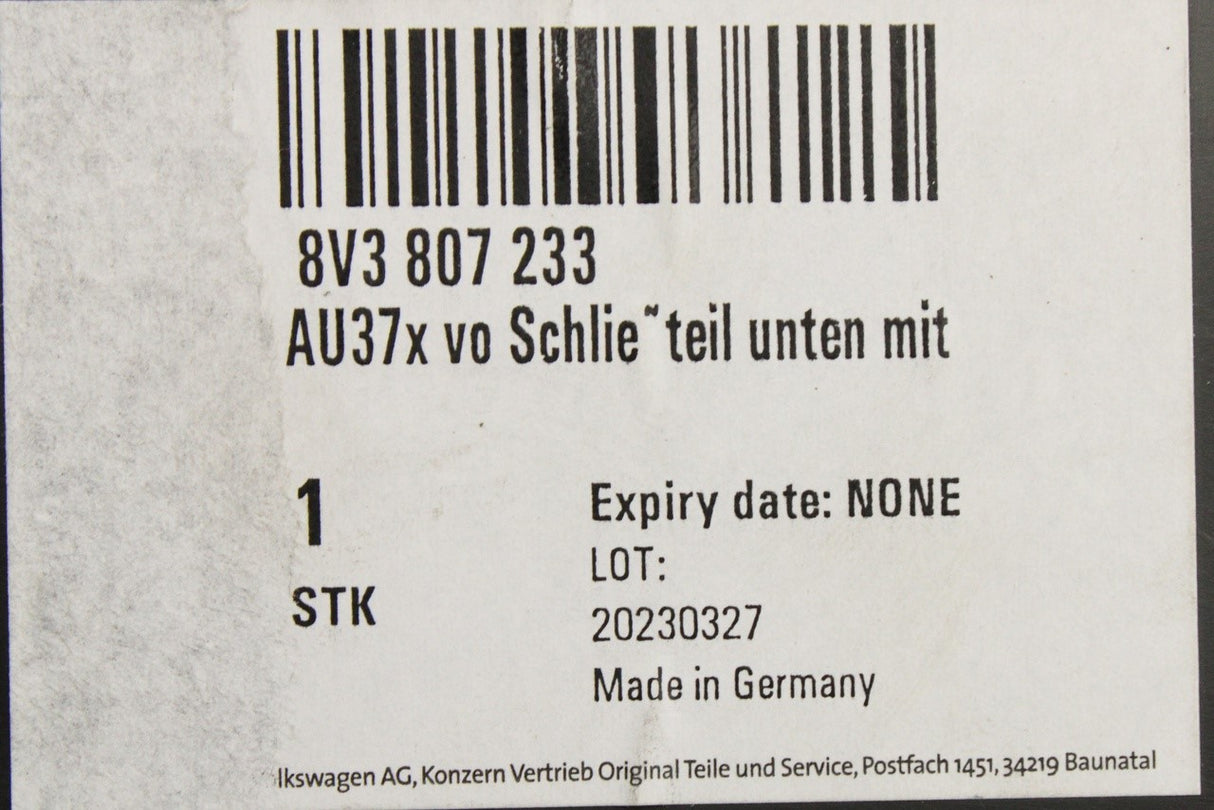 8V3 807 233
AU37x vo Schlie˜teil unten mit
1
STK
Expiry date: NONE
LOT:
20230327
Made in Germany
lkswagen AG, Konzern Vertrieb Original Teile und Service, Postfach 1451, 34219 Baunatal